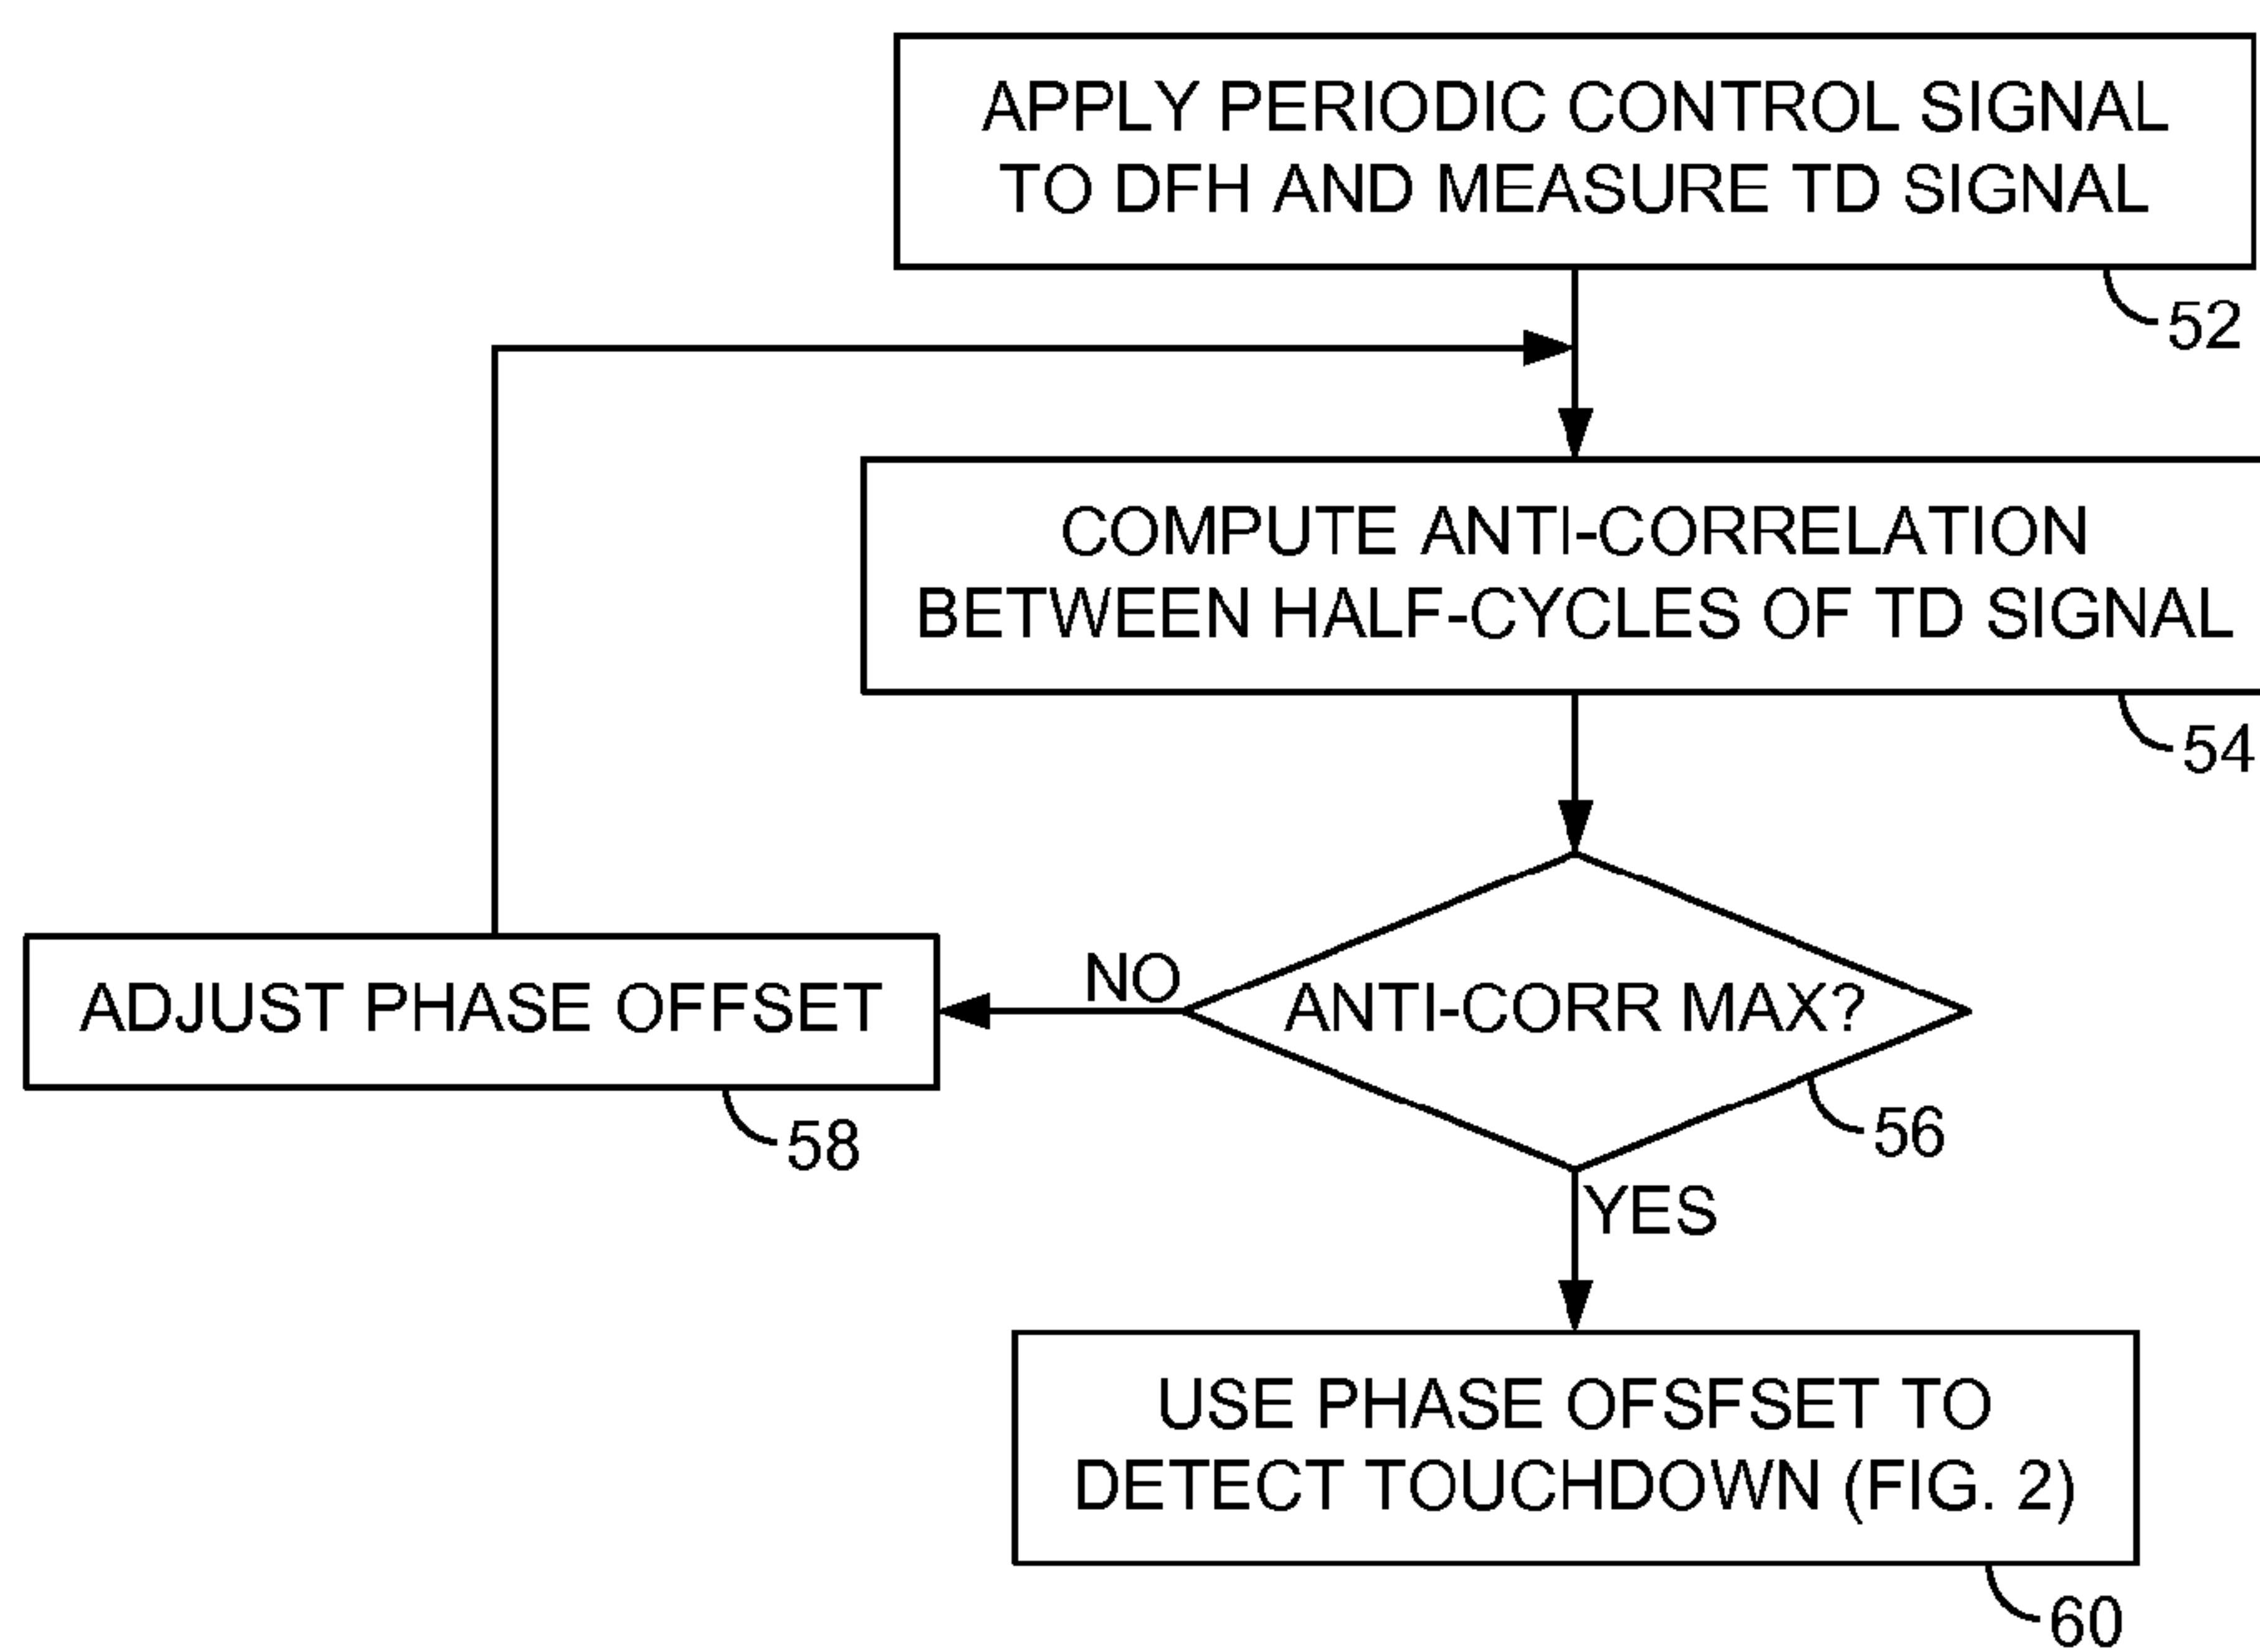 APPLY PERIODIC CONTROL SIGNAL
TO DFH AND MEASURE TD SIGNAL
52
COMPUTE ANTI-CORRELATION
BETWEEN HALF-CYCLES OF TD SIGNAL
54
ANTI-CORR MAX?
56
NO
ADJUST PHASE OFFSET
58
YES
USE PHASE OFSFSET TO
DETECT TOUCHDOWN (FIG. 2)
60